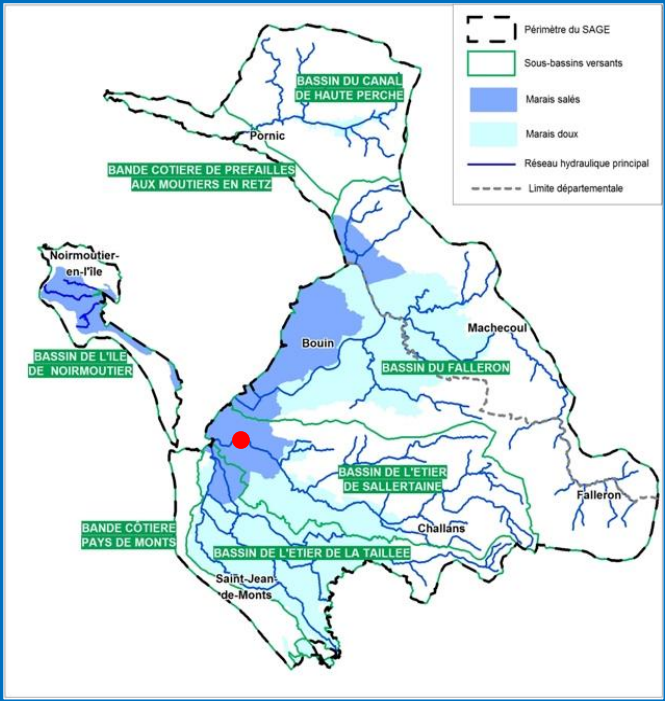 Périmètre du SAGE
Sous-bassins versants
Marais salés
Marais doux
Réseau hydraulique principal
Limite départementale
BASSIN DU CANAL
DE HAUTE PERCHE
Pornic
BANDE COTIERE DE PREFAILLES
AUX MOUTIERS EN RETZ
Noirmoutier-
en-l'île
BASSIN DE L'ILE
DE NOIRMOUTIER
Bouin
Machecoul
BASSIN DU FALLERON
BASSIN DE L'ETIER
DE SALLERTAINE
Falleron
Challans
BANDE CÔTIERE
PAYS DE MONTS
BASSIN DE L'ETIER DE LA TAILLEE
Saint-Jean-
de-Monts